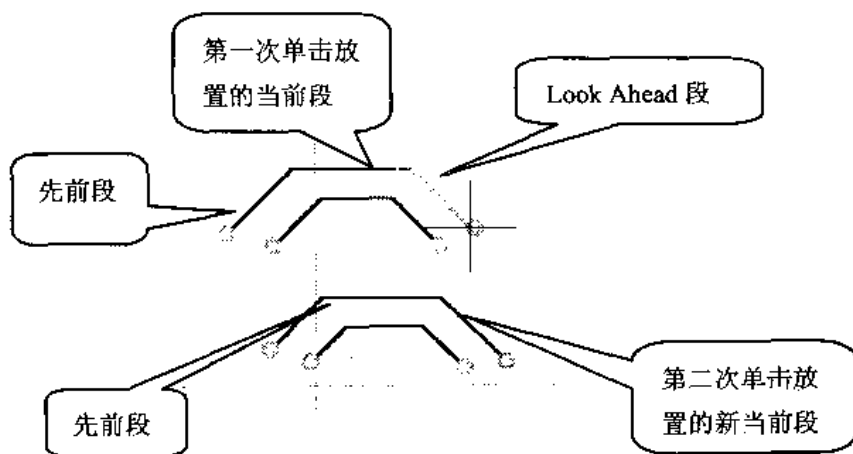 第一次单击放
置的当前段
Look Ahead 段
先前段
先前段
第二次单击放
置的新当前段